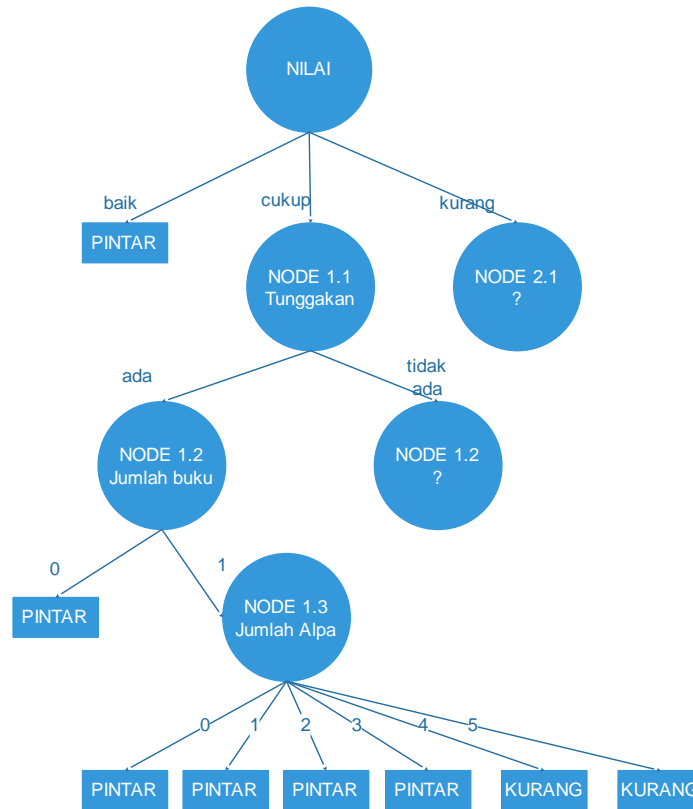 NILAI
baik
cukup
kurang
PINTAR
NODE 1.1
Tunggakan
NODE 2.1
?
ada
tidak
ada
NODE 1.2
Jumlah buku
NODE 1.2
?
0
1
PINTAR
NODE 1.3
Jumlah Alpa
0
1
2
3
4
5
PINTAR
PINTAR
PINTAR
PINTAR
KURANG
KURANG